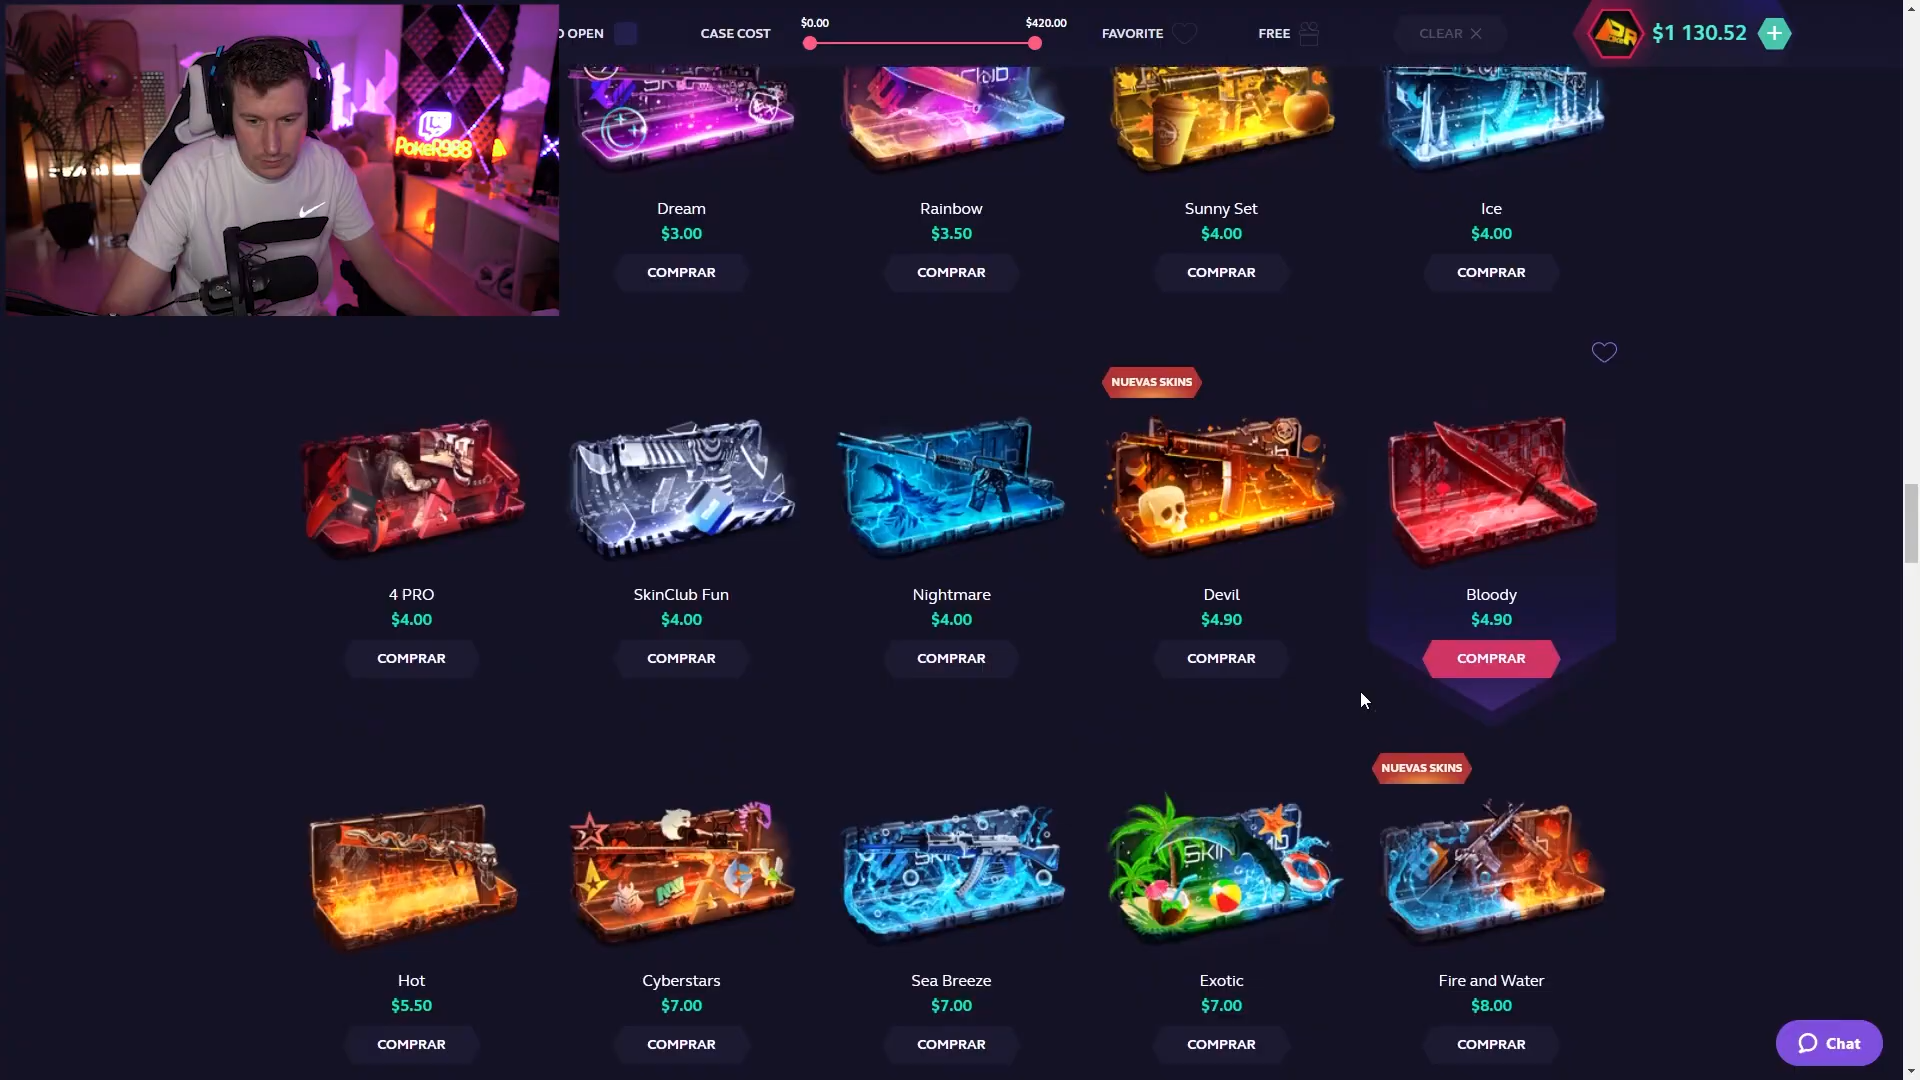 OPEN
CASE COST
$0.00
$420.00
FAVORITE
FREE
CLEAR
$1 130.52
PokeR988
Dream
$3.00
COMPRAR
Rainbow
$3.50
COMPRAR
Sunny Set
$4.00
COMPRAR
Ice
$4.00
COMPRAR
4 PRO
$4.00
COMPRAR
SkinClub Fun
$4.00
COMPRAR
Nightmare
$4.00
COMPRAR
NUEVAS SKINS
Devil
$4.90
COMPRAR
Bloody
$4.90
COMPRAR
Hot
$5.50
COMPRAR
Cyberstars
$7.00
COMPRAR
Sea Breeze
$7.00
COMPRAR
Exotic
$7.00
COMPRAR
NUEVAS SKINS
Fire and Water
$8.00
COMPRAR
Chat